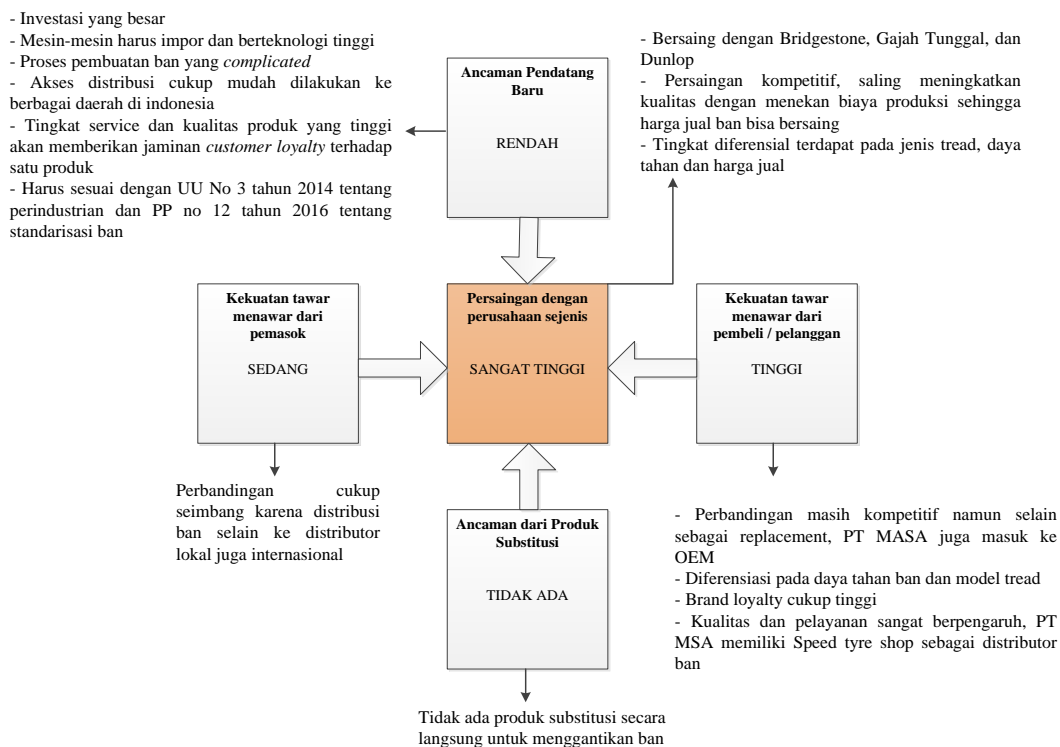 - Investasi yang besar
- Mesin-mesin harus impor dan berteknologi tinggi
- Proses pembuatan ban yang complicated
- Akses distribusi cukup mudah dilakukan ke
berbagai daerah di indonesia
- Tingkat service dan kualitas produk yang tinggi
akan memberikan jaminan customer loyalty terhadap
satu produk
- Harus sesuai dengan UU No 3 tahun 2014 tentang
perindustrian dan PP no 12 tahun 2016 tentang
standarisasi ban
Ancaman Pendatang
Baru
RENDAH
- Bersaing dengan Bridgestone, Gajah Tunggal, dan
Dunlop
- Persaingan kompetitif, saling meningkatkan
kualitas dengan menekan biaya produksi sehingga
harga jual ban bisa bersaing
- Tingkat diferensial terdapat pada jenis tread, daya
tahan dan harga jual
Kekuatan tawar
menawar dari
pemasok
SEDANG
Persaingan dengan
perusahaan sejenis
SANGAT TINGGI
Kekuatan tawar
menawar dari
pembeli / pelanggan
TINGGI
Perbandingan cukup
seimbang karena distribusi
ban selain ke distributor
lokal juga internasional
Ancaman dari Produk
Substitusi
TIDAK ADA
- Perbandingan masih kompetitif namun selain
sebagai replacement, PT MASA juga masuk ke
OEM
- Diferensiasi pada daya tahan ban dan model tread
- Brand loyalty cukup tinggi
- Kualitas dan pelayanan sangat berpengaruh, PT
MSA memiliki Speed tyre shop sebagai distributor
ban
Tidak ada produk substitusi secara
langsung untuk menggantikan ban